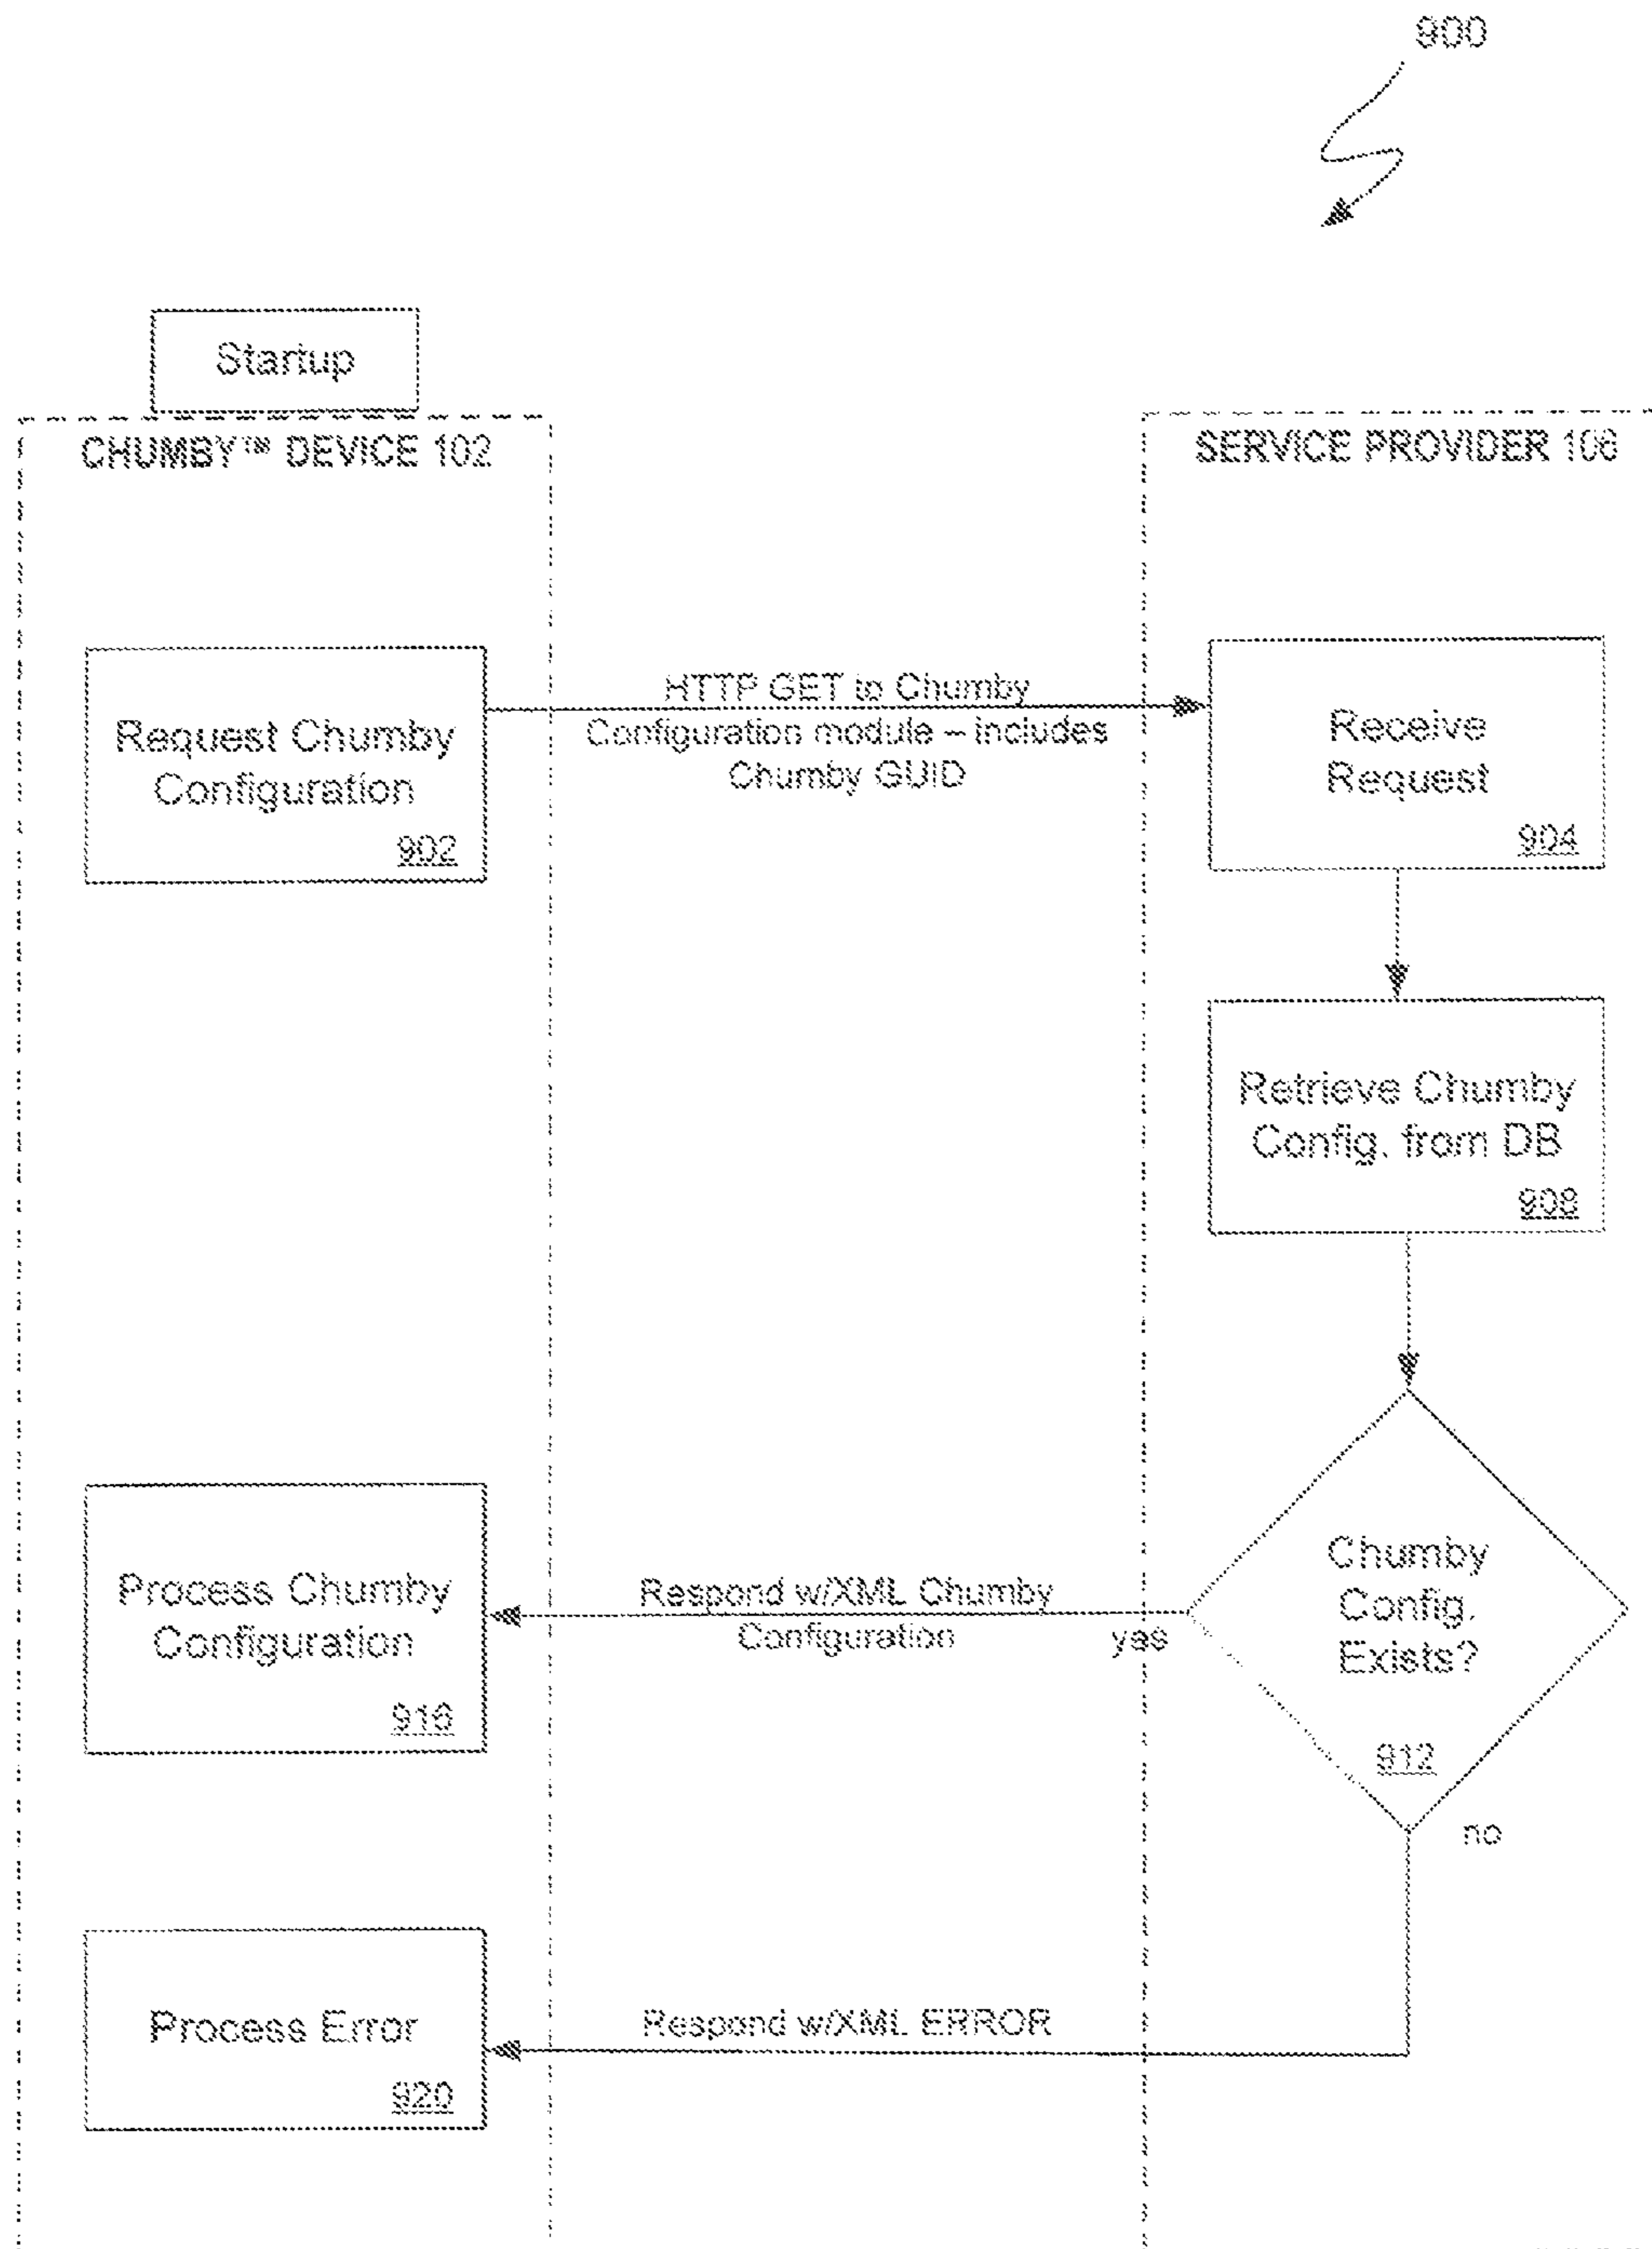 900
Startup
CHUMBY™ DEVICE 102
SERVICE PROVIDER 106
Request Chumby
Configuration
902
HTTP GET to Chumby
Configuration module – includes
Chumby GUID
Receive
Request
904
Retrieve Chumby
Config. from DB
908
Chumby
Config.
Exists?
912
yes
no
Respond w/XML Chumby
Configuration
Process Chumby
Configuration
916
Respond w/XML ERROR
Process Error
920